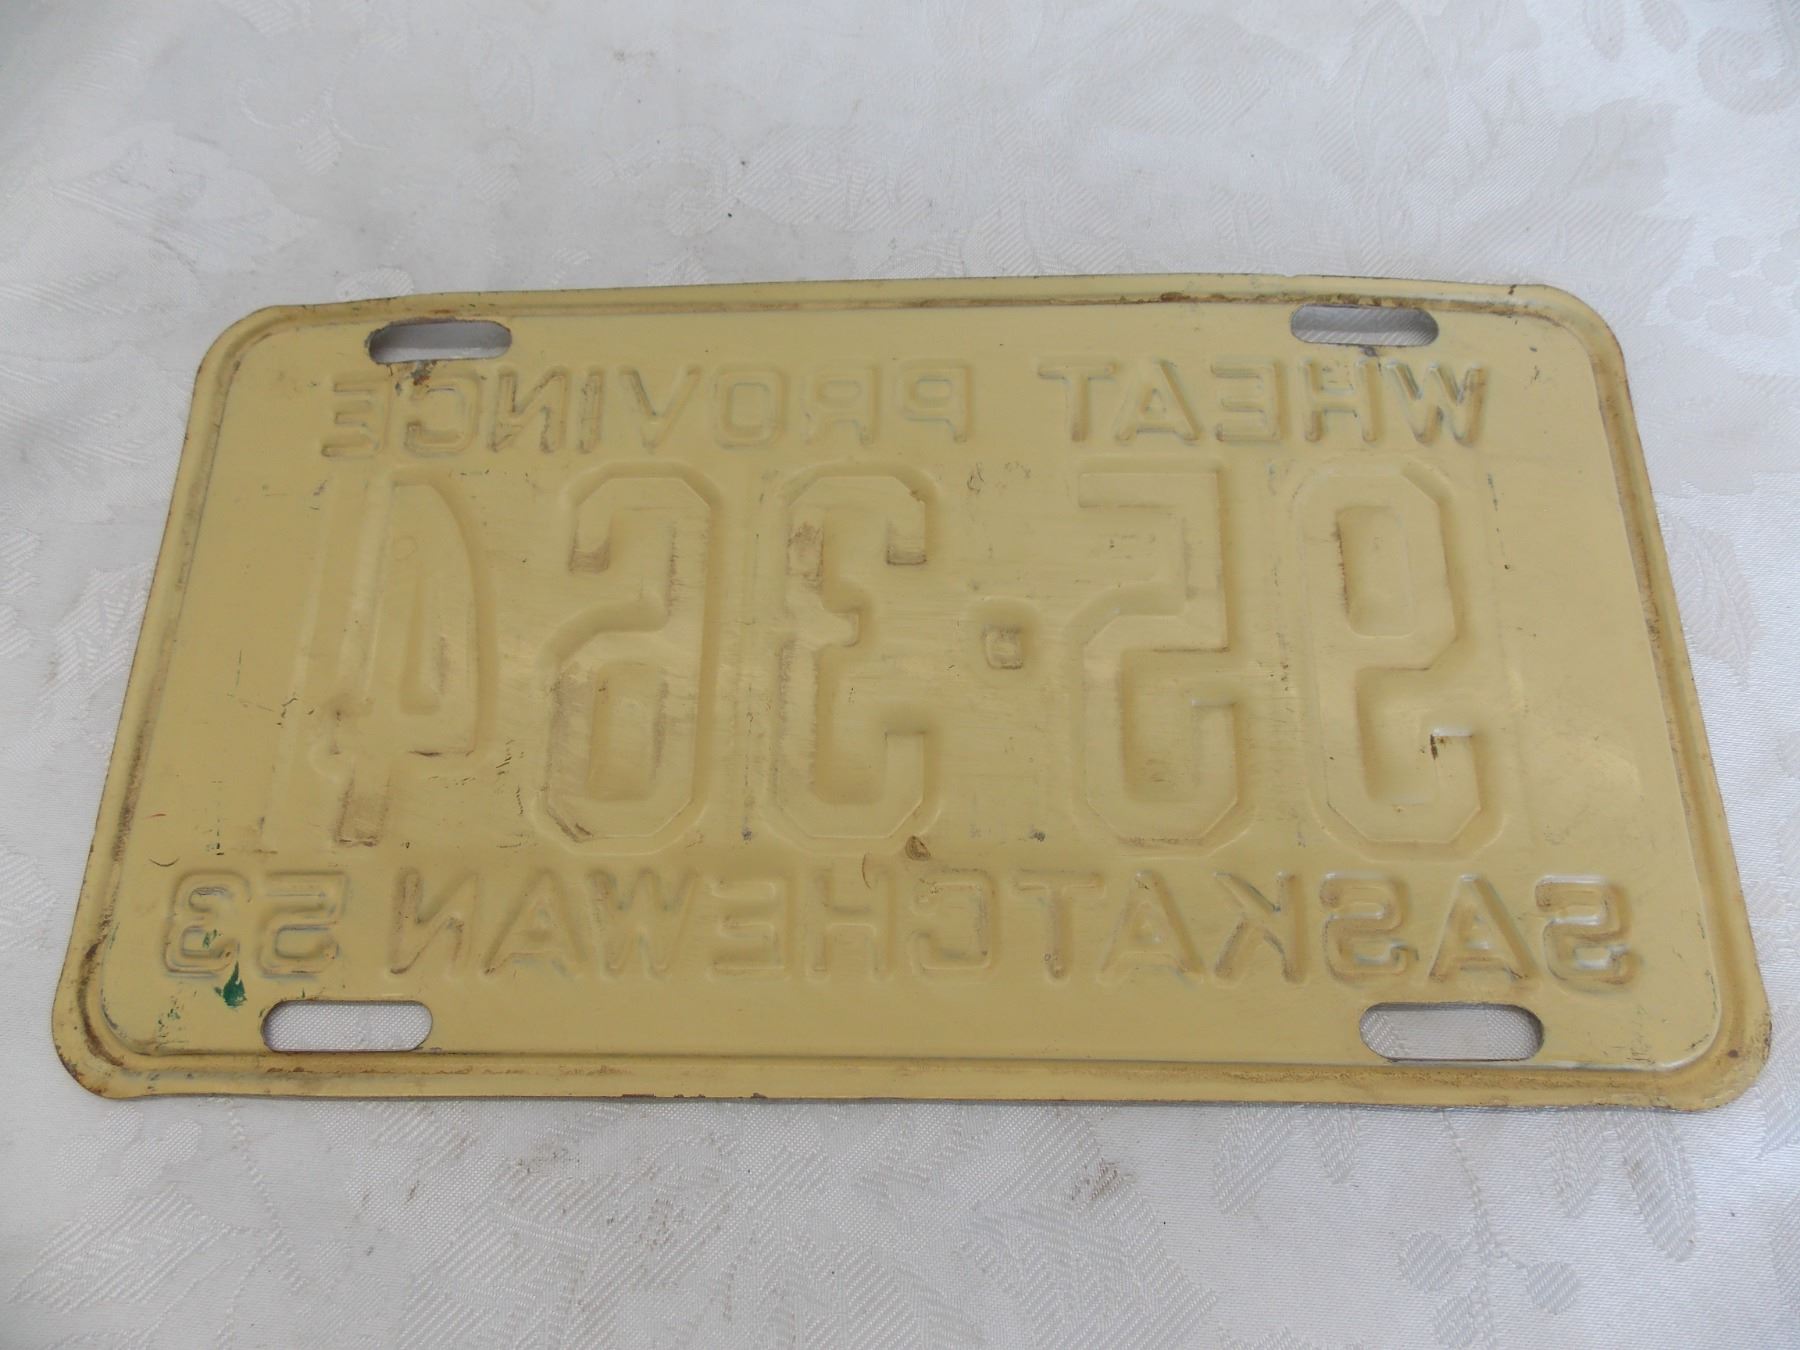 WHEAT PROVINCE
95·364
SASKATCHEWAN 53